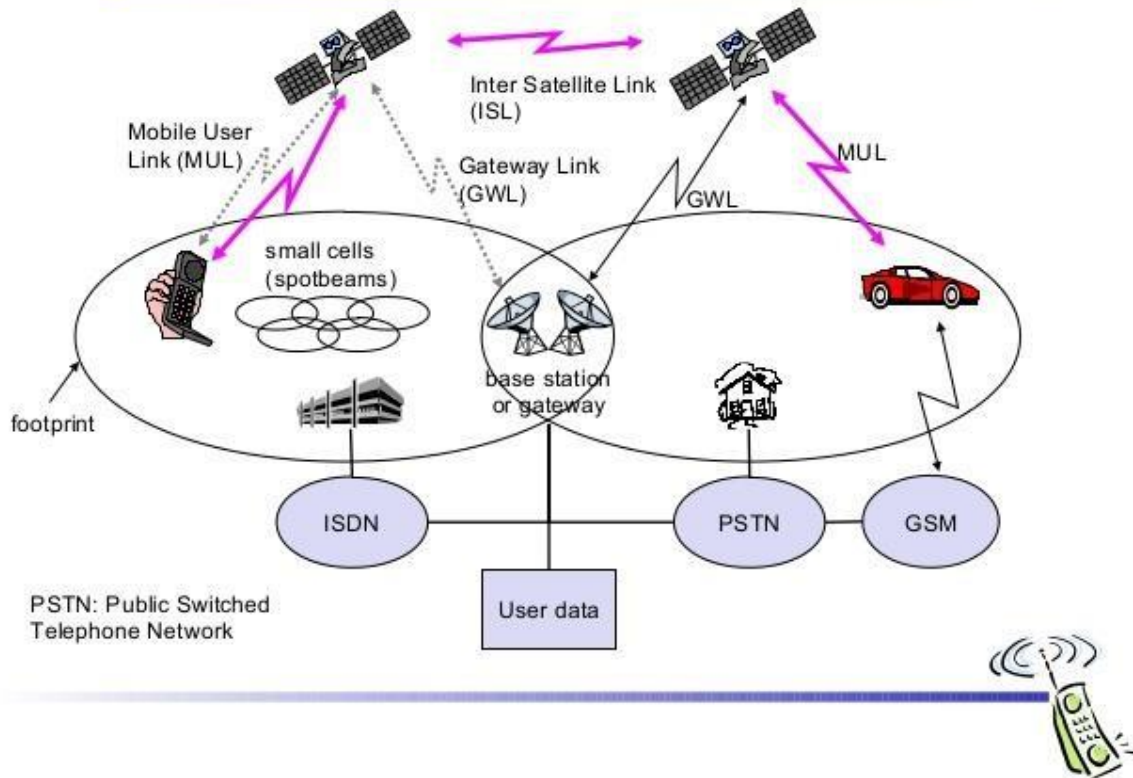 Inter Satellite Link
(ISL)
Mobile User
Link (MUL)
Gateway Link
(GWL)
MUL
GWL
small cells
(spotbeams)
base station
or gateway
footprint
ISDN
PSTN
GSM
User data
PSTN: Public Switched
Telephone Network